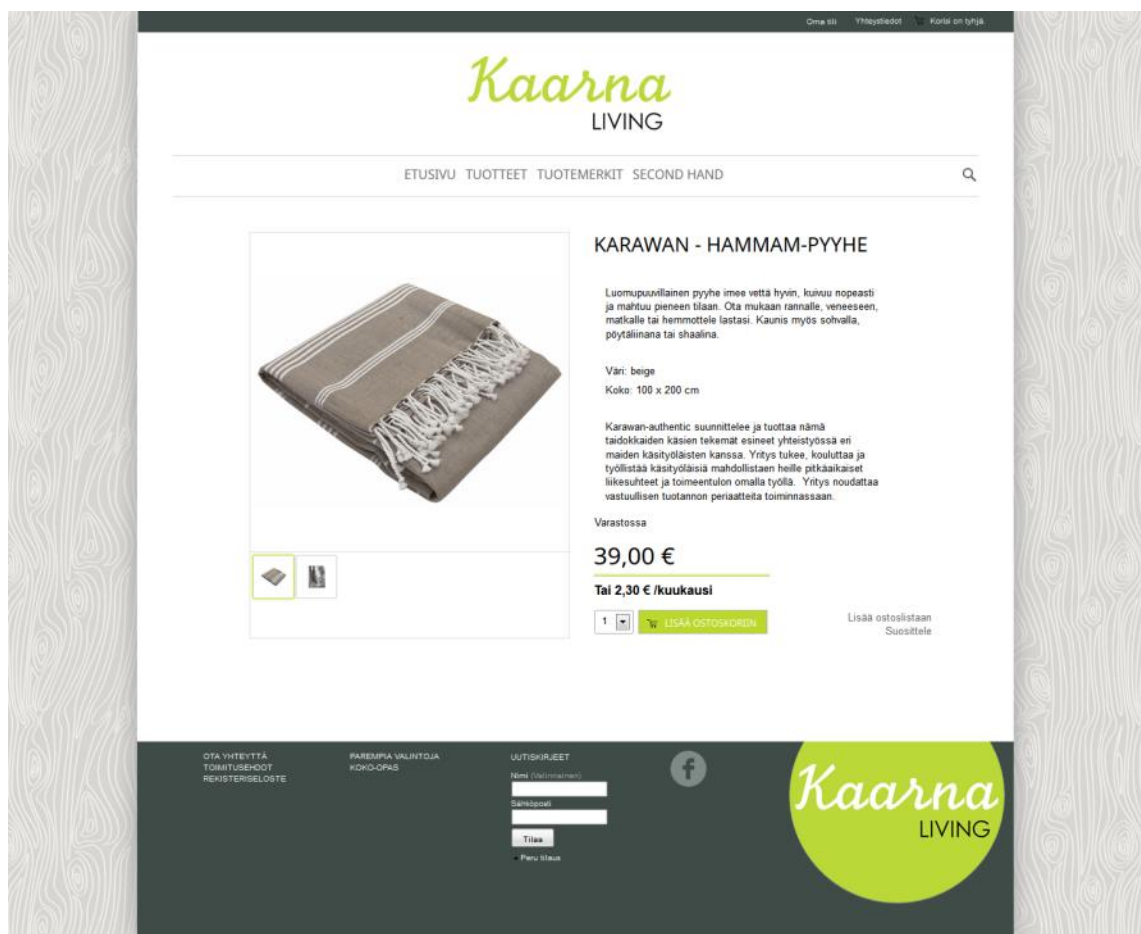 Oma tili Yhteystiedot Korisi on tyhjä.
Kaarna
LIVING
ETUSIVU TUOTTEET TUOTEMERKIT SECOND HAND
KARAWAN - HAMMAM-PYYHE
Luomupuuvillainen pyyhe imee vettä hyvin, kuivuu nopeasti
ja mahtuu pieneen tilaan. Ota mukaan rannalle, veneeseen,
matkalle tai hemmottele lastasi. Kaunis myös sohvalla,
pöytäliinana tai shaalina.
Väri: beige
Koko: 100 x 200 cm
Karawan-authentic suunnittelee ja tuottaa nämä
taidokkaiden käsien tekemät esineet yhteistyössä eri
maiden käsityöläisten kanssa. Yritys tukee, kouluttaa ja
työllistää käsityöläisiä mahdollistaen heille pitkäaikaiset
liikesuhteet ja toimeentulon omalla työllä. Yritys noudattaa
vastuullisen tuotannon periaatteita toiminnassaan.
Varastossa
39,00 €
Tai 2,30 € /kuukausi
1 LISÄÄ OSTOSKORIIN
Lisää ostoslistaan
Suosittele
OTA YHTEYTTÄ
TOIMITUSEHDOT
REKISTERISELOSTE
PAREMPIA VALINTOJA
KOKO-OPAS
UUTISKIRJEET
Nimi (Valinnainen)
Sähköposti
Tilaa
Peru tilaus
f
Kaarna
LIVING